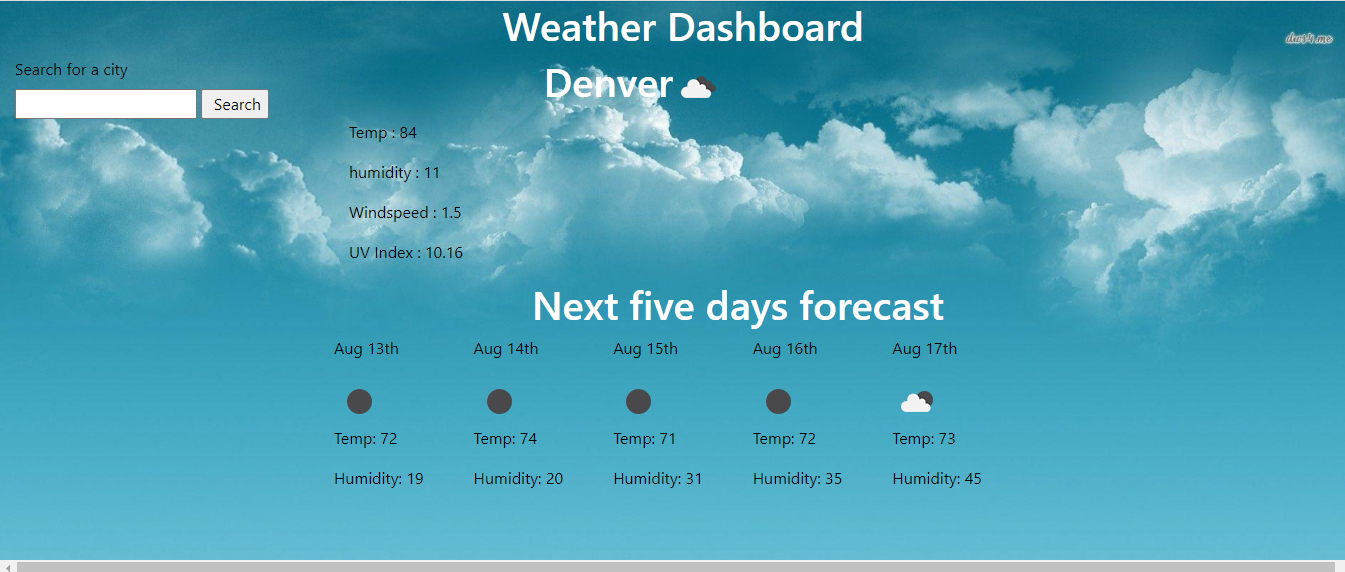 Weather Dashboard
Search for a city
Search
Denver
Temp : 84
humidity : 11
Windspeed : 1.5
UV Index : 10.16
Next five days forecast
Aug 13th Aug 14th Aug 15th Aug 16th Aug 17th
Temp: 72 Temp: 74 Temp: 71 Temp: 72 Temp: 73
Humidity: 19 Humidity: 20 Humidity: 31 Humidity: 35 Humidity: 45